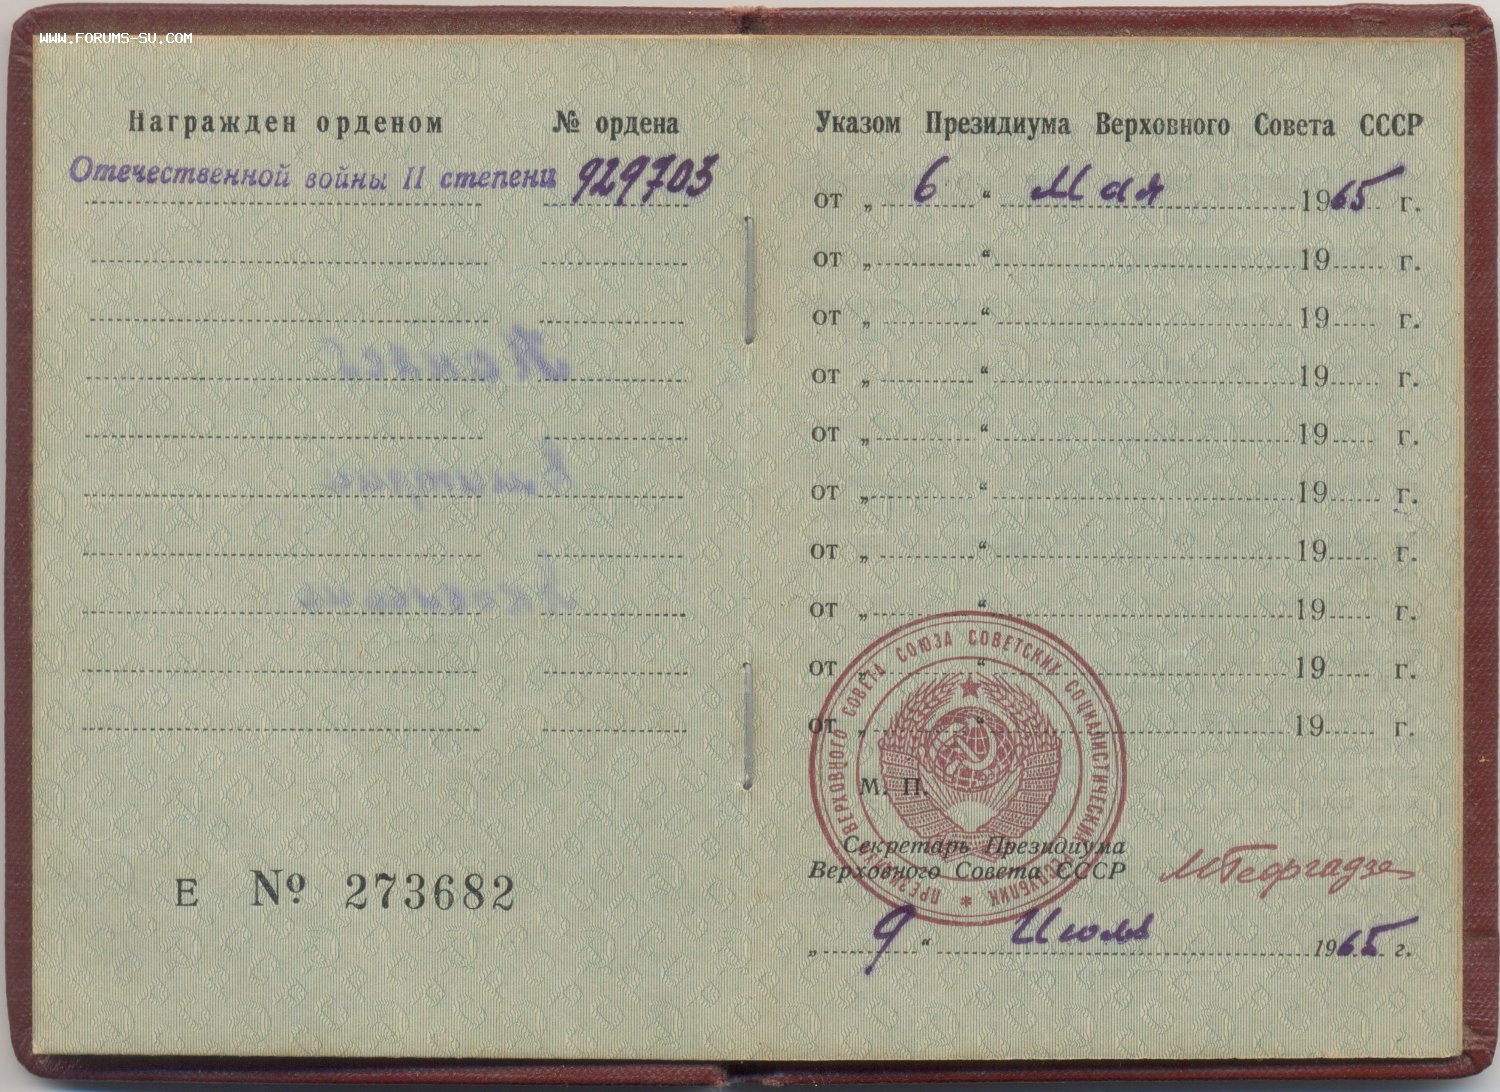 WWW.FORUMS-SU.COM
Награжден орденом № ордена
Отечественной войны II степени 929703
Е № 273682
Указом Президиума Верховного Совета СССР
от „ 6 “ Мая 1965 г.
от „ “ 19 г.
от „ “ 19 г.
от „ “ 19 г.
от „ “ 19 г.
от „ “ 19 г.
от „ “ 19 г.
от „ “ 19 г.
от „ “ 19 г.
от „ “ 19 г.
ПРЕЗИДИУМ ВЕРХОВНОГО СОВЕТА СОЮЗА СОВЕТСКИХ СОЦИАЛИСТИЧЕСКИХ РЕСПУБЛИК
М. П.
Секретарь Президиума
Верховного Совета СССР
МГеоргадзе
„ 9 “ Июля 1965 г.